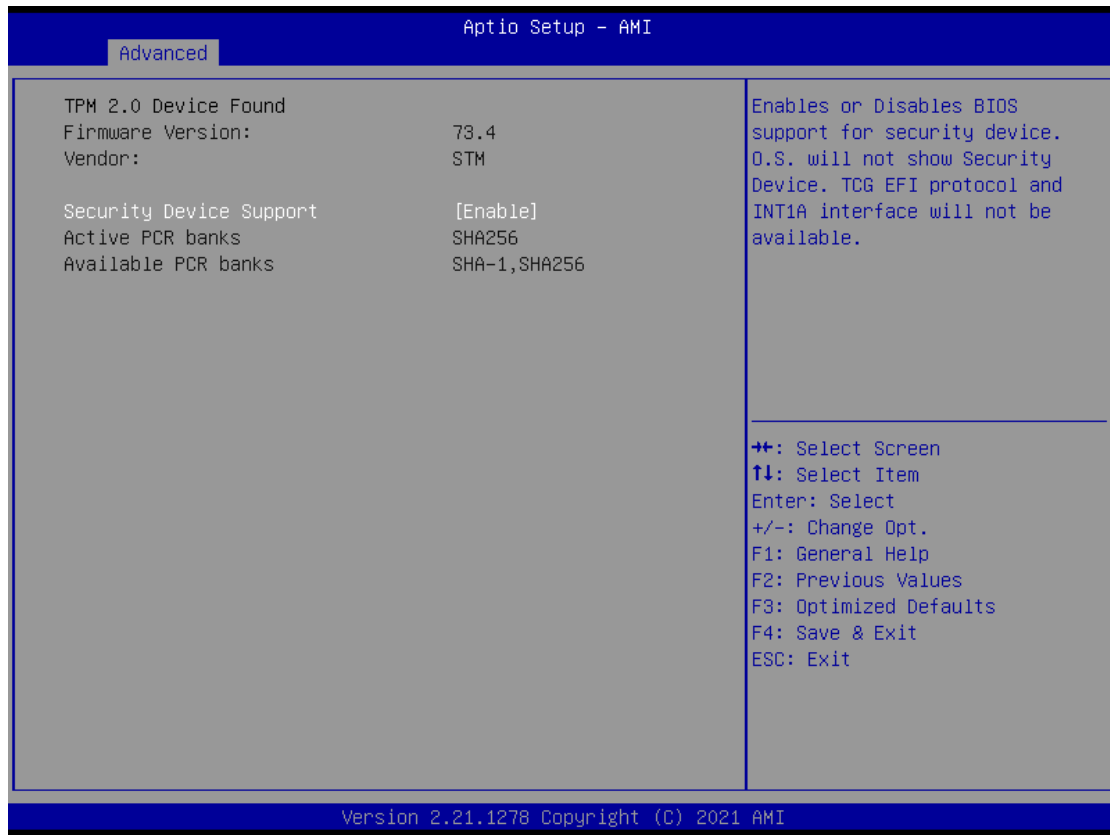 Aptio Setup – AMI
Advanced
TPM 2.0 Device Found
Firmware Version: 73.4
Vendor: STM
Security Device Support [Enable]
Active PCR banks SHA256
Available PCR banks SHA-1,SHA256
Enables or Disables BIOS
support for security device.
O.S. will not show Security
Device. TCG EFI protocol and
INT1A interface will not be
available.
→←: Select Screen
↑↓: Select Item
Enter: Select
+/-: Change Opt.
F1: General Help
F2: Previous Values
F3: Optimized Defaults
F4: Save & Exit
ESC: Exit
Version 2.21.1278 Copyright (C) 2021 AMI